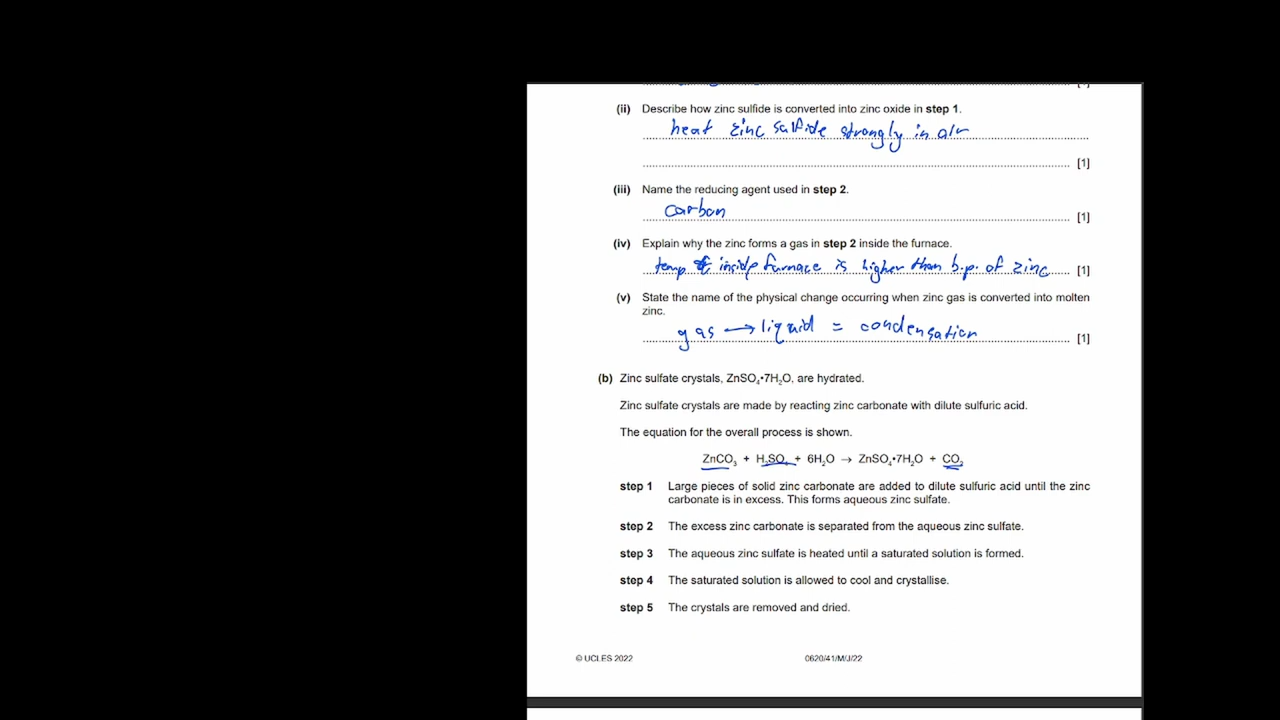 (ii) Describe how zinc sulfide is converted into zinc oxide in step 1.
heat zinc sulfide strongly in air
[1]
(iii) Name the reducing agent used in step 2.
carbon [1]
(iv) Explain why the zinc forms a gas in step 2 inside the furnace.
temp inside furnace is higher than b.p. of zinc [1]
(v) State the name of the physical change occurring when zinc gas is converted into molten
zinc.
gas → liquid = condensation [1]
(b) Zinc sulfate crystals, ZnSO₄•7H₂O, are hydrated.
Zinc sulfate crystals are made by reacting zinc carbonate with dilute sulfuric acid.
The equation for the overall process is shown.
ZnCO₃ + H₂SO₄ + 6H₂O → ZnSO₄•7H₂O + CO₂
step 1 Large pieces of solid zinc carbonate are added to dilute sulfuric acid until the zinc
carbonate is in excess. This forms aqueous zinc sulfate.
step 2 The excess zinc carbonate is separated from the aqueous zinc sulfate.
step 3 The aqueous zinc sulfate is heated until a saturated solution is formed.
step 4 The saturated solution is allowed to cool and crystallise.
step 5 The crystals are removed and dried.
© UCLES 2022 0620/41/M/J/22